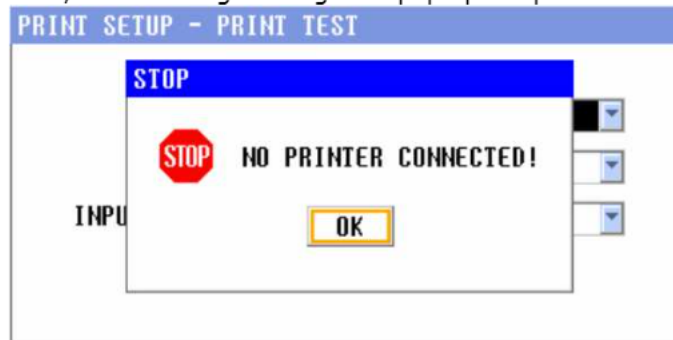 PRINT SETUP - PRINT TEST
STOP
STOP NO PRINTER CONNECTED!
INPU
OK